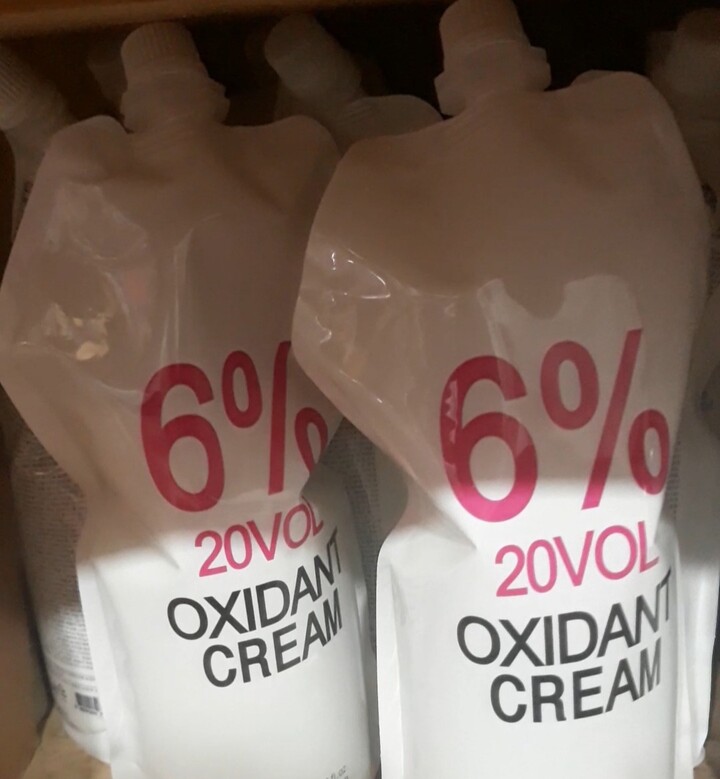 6%
20VOL
OXIDANT
CREAM
6%
20VOL
OXIDANT
CREAM